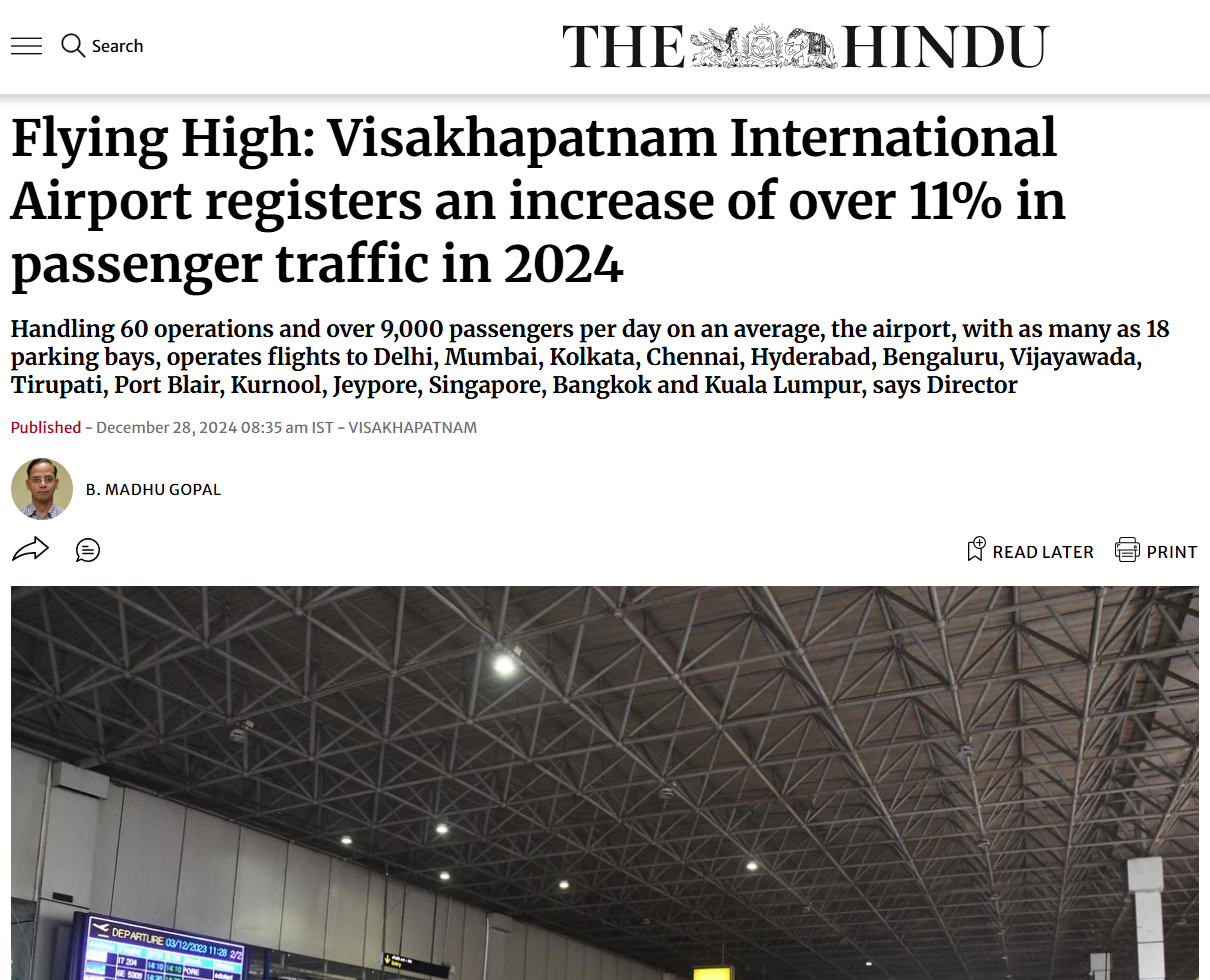 Search
THE HINDU
Flying High: Visakhapatnam International
Airport registers an increase of over 11% in
passenger traffic in 2024
Handling 60 operations and over 9,000 passengers per day on an average, the airport, with as many as 18
parking bays, operates flights to Delhi, Mumbai, Kolkata, Chennai, Hyderabad, Bengaluru, Vijayawada,
Tirupati, Port Blair, Kurnool, Jeypore, Singapore, Bangkok and Kuala Lumpur, says Director
Published - December 28, 2024 08:35 am IST - VISAKHAPATNAM
B. MADHU GOPAL
READ LATER PRINT
DEPARTURE 03/12/2023 11:26 2/2